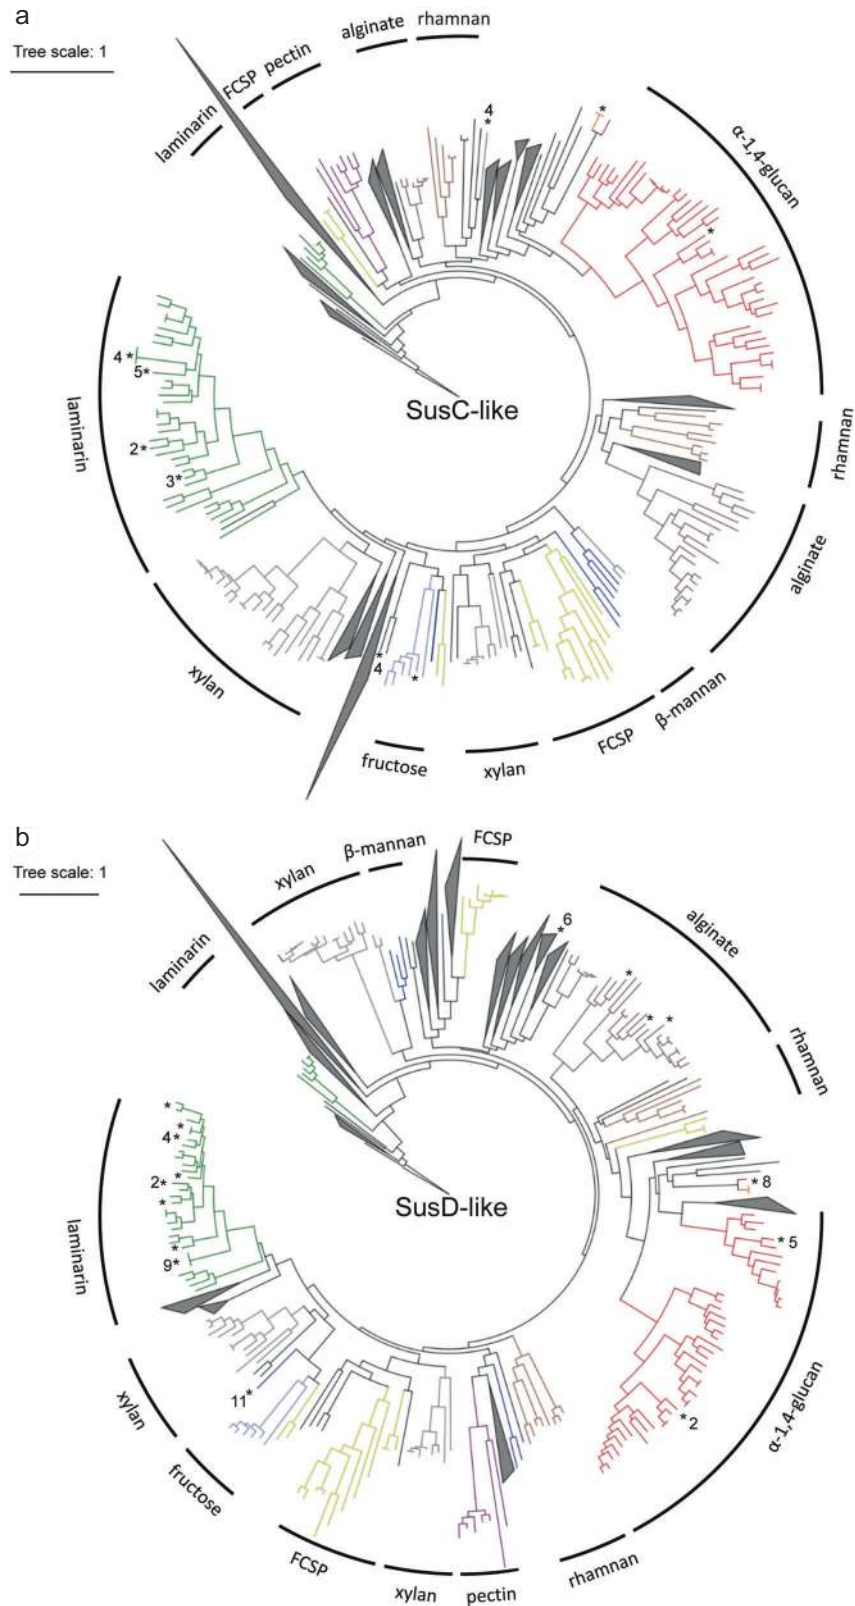 a
Tree scale: 1
laminarin
FCSP
pectin
alginate
rhamnan
4
*
*
α-1,4-glucan
*
SusC-like
rhamnan
alginate
β-mannan
FCSP
xylan
fructose
*
4
*
xylan
laminarin
4*
5*
2*
3*
b
Tree scale: 1
laminarin
xylan
β-mannan
FCSP
*6
alginate
*
* *
rhamnan
*8
*5
α-1,4-glucan
*2
SusD-like
rhamnan
pectin
xylan
FCSP
fructose
xylan
11*
laminarin
*
*
4*
*
2*
*
*
9*